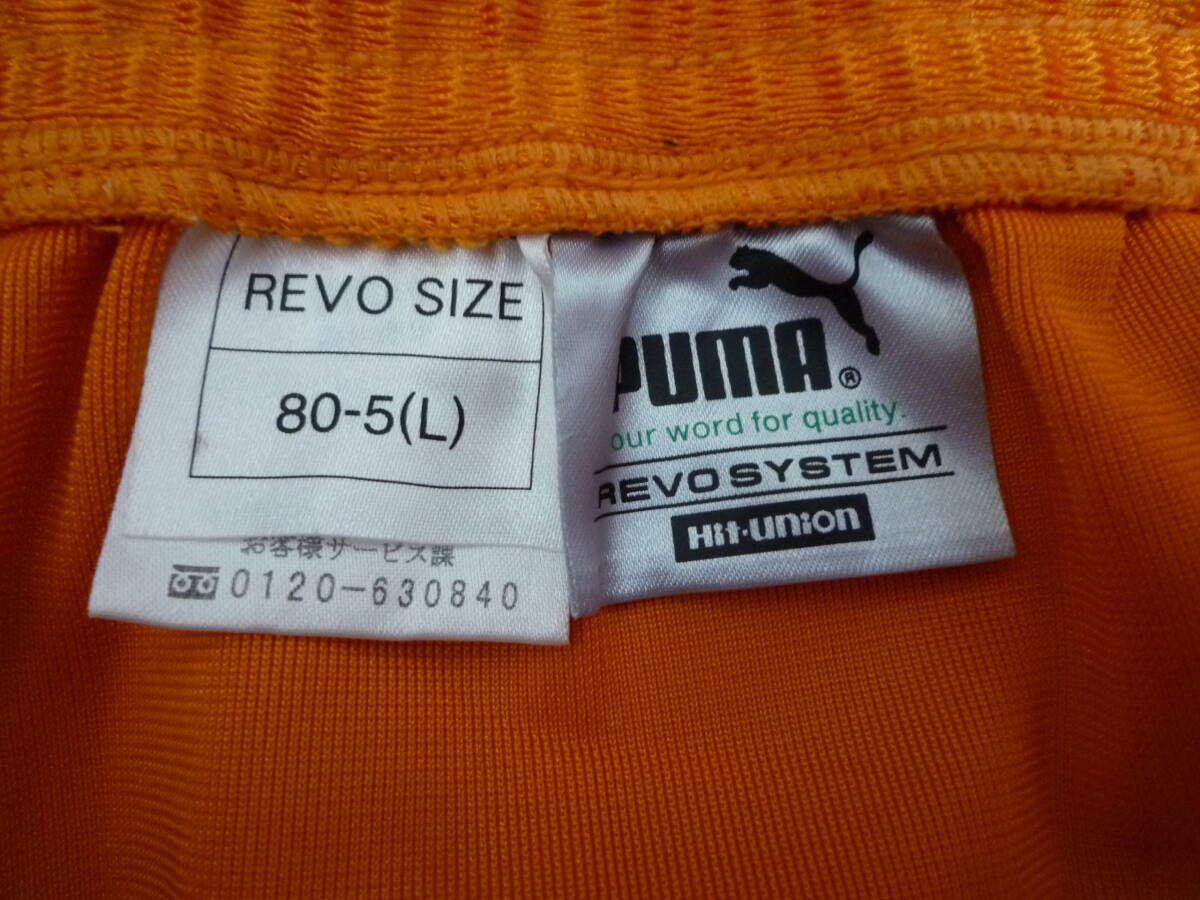 REVO SIZE
80-5(L)
お客様サービス課
0120-630840
PUMA®
our word for quality.
REVO SYSTEM
Hit-union